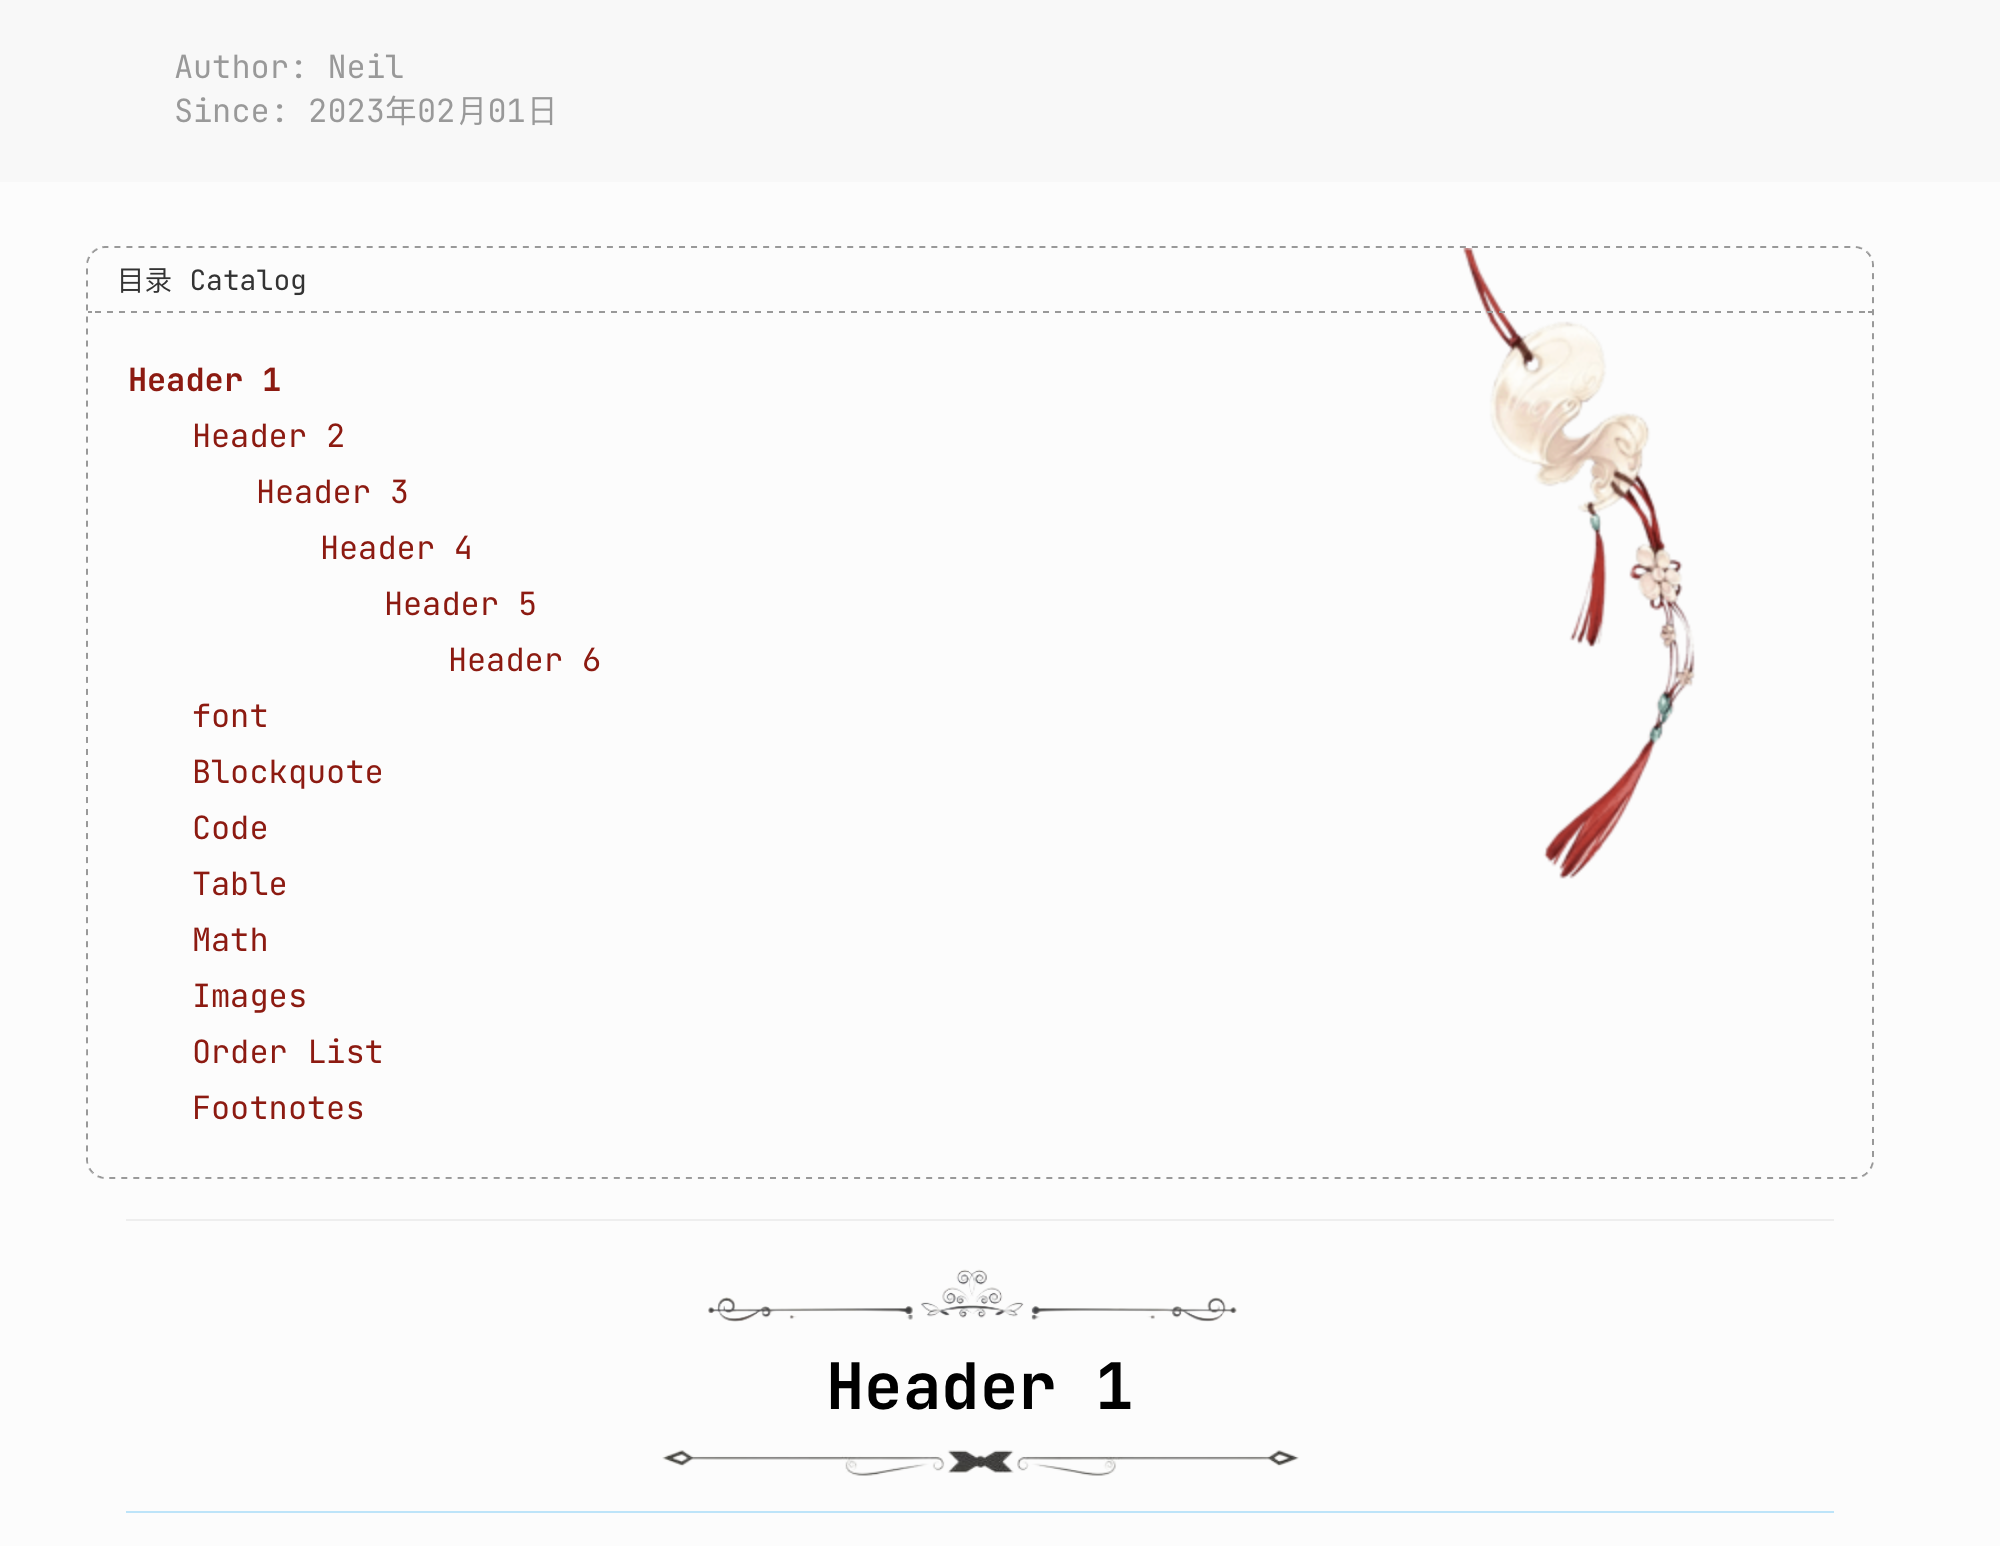 Author: Neil
Since: 2023年02月01日
目录 Catalog
Header 1
Header 2
Header 3
Header 4
Header 5
Header 6
font
Blockquote
Code
Table
Math
Images
Order List
Footnotes
Header 1